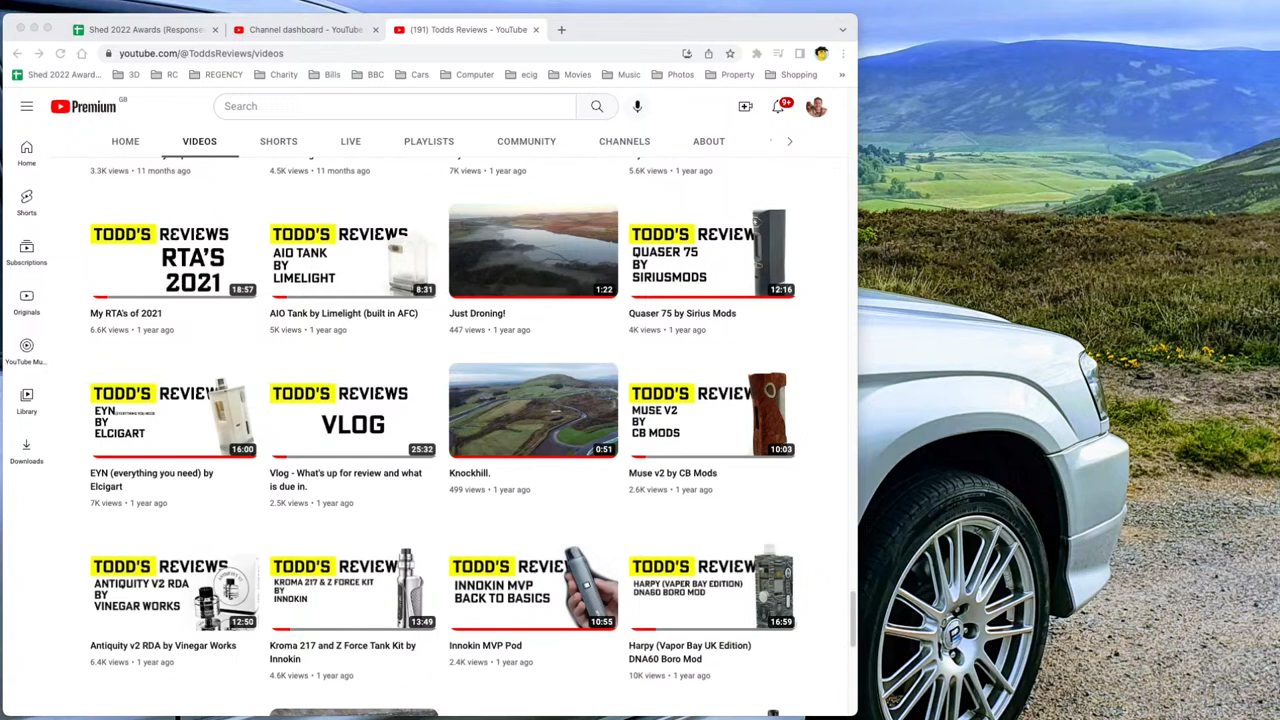 Shed 2022 Awards (Response
Channel dashboard - YouTube
(191) Todds Reviews - YouTube
youtube.com/@ToddsReviews/videos
Shed 2022 Award...
3D
RC
REGENCY
Charity
Bills
BBC
Cars
Computer
ecig
Movies
Music
Photos
Property
Shopping
»
Premium GB
Search
9+
HOME
VIDEOS
SHORTS
LIVE
PLAYLISTS
COMMUNITY
CHANNELS
ABOUT
Home
Shorts
Subscriptions
Originals
YouTube Mu...
Library
Downloads
3.3K views • 11 months ago
4.5K views • 11 months ago
7K views • 1 year ago
5.6K views • 1 year ago
TODD'S REVIEWS
RTA'S
2021
18:57
My RTA's of 2021
6.6K views • 1 year ago
TODD'S REVIEWS
AIO TANK
BY
LIMELIGHT
8:31
AIO Tank by Limelight (built in AFC)
5K views • 1 year ago
1:22
Just Droning!
447 views • 1 year ago
TODD'S REVIEW
QUASER 75
BY
SIRIUSMODS
12:16
Quaser 75 by Sirius Mods
4K views • 1 year ago
TODD'S REVIEWS
EYN (EVERYTHING YOU NEED)
BY
ELCIGART
16:00
EYN (everything you need) by
Elcigart
7K views • 1 year ago
TODD'S REVIEWS
VLOG
25:32
Vlog - What's up for review and what
is due in.
2.5K views • 1 year ago
0:51
Knockhill.
499 views • 1 year ago
TODD'S REVIEW
MUSE V2
BY
CB MODS
10:03
Muse v2 by CB Mods
2.6K views • 1 year ago
TODD'S REVIEWS
ANTIQUITY V2 RDA
BY
VINEGAR WORKS
12:50
Antiquity v2 RDA by Vinegar Works
6.4K views • 1 year ago
TODD'S REVIEWS
KROMA 217 & Z FORCE KIT
BY
INNOKIN
13:49
Kroma 217 and Z Force Tank Kit by
Innokin
4.6K views • 1 year ago
TODD'S REVIE
INNOKIN MVP
BACK TO BASICS
10:55
Innokin MVP Pod
2.4K views • 1 year ago
TODD'S REVIEW
HARPY (VAPER BAY EDITION)
DNA60 BORO MOD
16:59
Harpy (Vapor Bay UK Edition)
DNA60 Boro Mod
10K views • 1 year ago